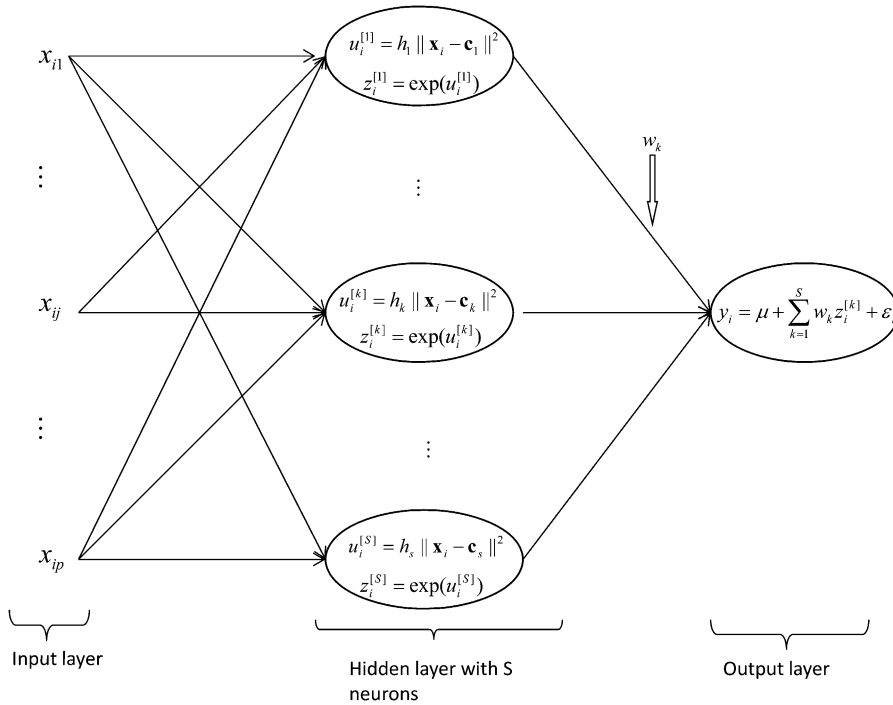 x_{i1}
⋮
x_{ij}
⋮
x_{ip}
u_i^{[1]} = h_1 || x_i − c_1 ||^2
z_i^{[1]} = exp(u_i^{[1]})
⋮
u_i^{[k]} = h_k || x_i − c_k ||^2
z_i^{[k]} = exp(u_i^{[k]})
⋮
u_i^{[S]} = h_s || x_i − c_s ||^2
z_i^{[S]} = exp(u_i^{[S]})
w_k
y_i = μ + ∑_{k=1}^{S} w_k z_i^{[k]} + ε
Input layer
Hidden layer with S
neurons
Output layer